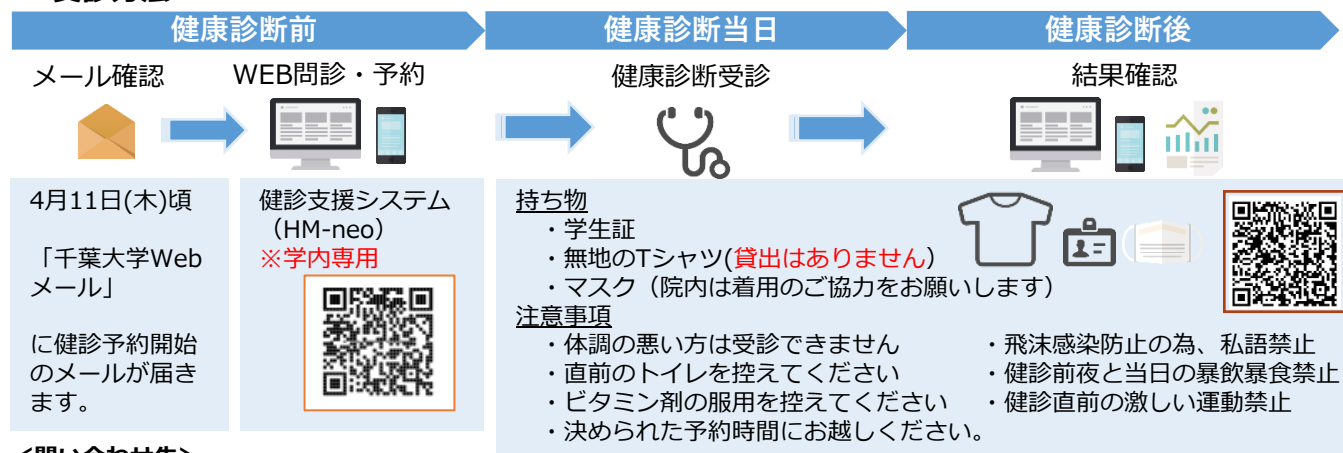 健康診断前
健康診断当日
健康診断後
メール確認
WEB問診・予約
健康診断受診
結果確認
4月11日(木)頃
「千葉大学Web
メール」
に健診予約開始
のメールが届き
ます。
健診支援システム
（HM-neo）
※学内専用
持ち物
・学生証
・無地のTシャツ(貸出はありません）
・マスク（院内は着用のご協力をお願いします）
注意事項
・体調の悪い方は受診できません
・直前のトイレを控えてください
・ビタミン剤の服用を控えてください
・決められた予約時間にお越しください。
・飛沫感染防止の為、私語禁止
・健診前夜と当日の暴飲暴食禁止
・健診直前の激しい運動禁止